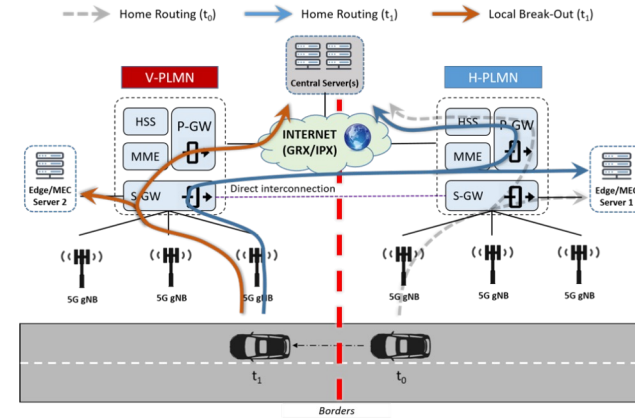 Home Routing (t0)
Home Routing (t1)
Local Break-Out (t1)
V-PLMN
H-PLMN
Central Server(s)
HSS
P-GW
MME
S-GW
INTERNET
(GRX/IPX)
HSS
P-GW
MME
S-GW
Direct interconnection
Edge/MEC
Server 2
Edge/MEC
Server 1
5G gNB
5G gNB
5G gNB
5G gNB
5G gNB
5G gNB
t1
t0
Borders